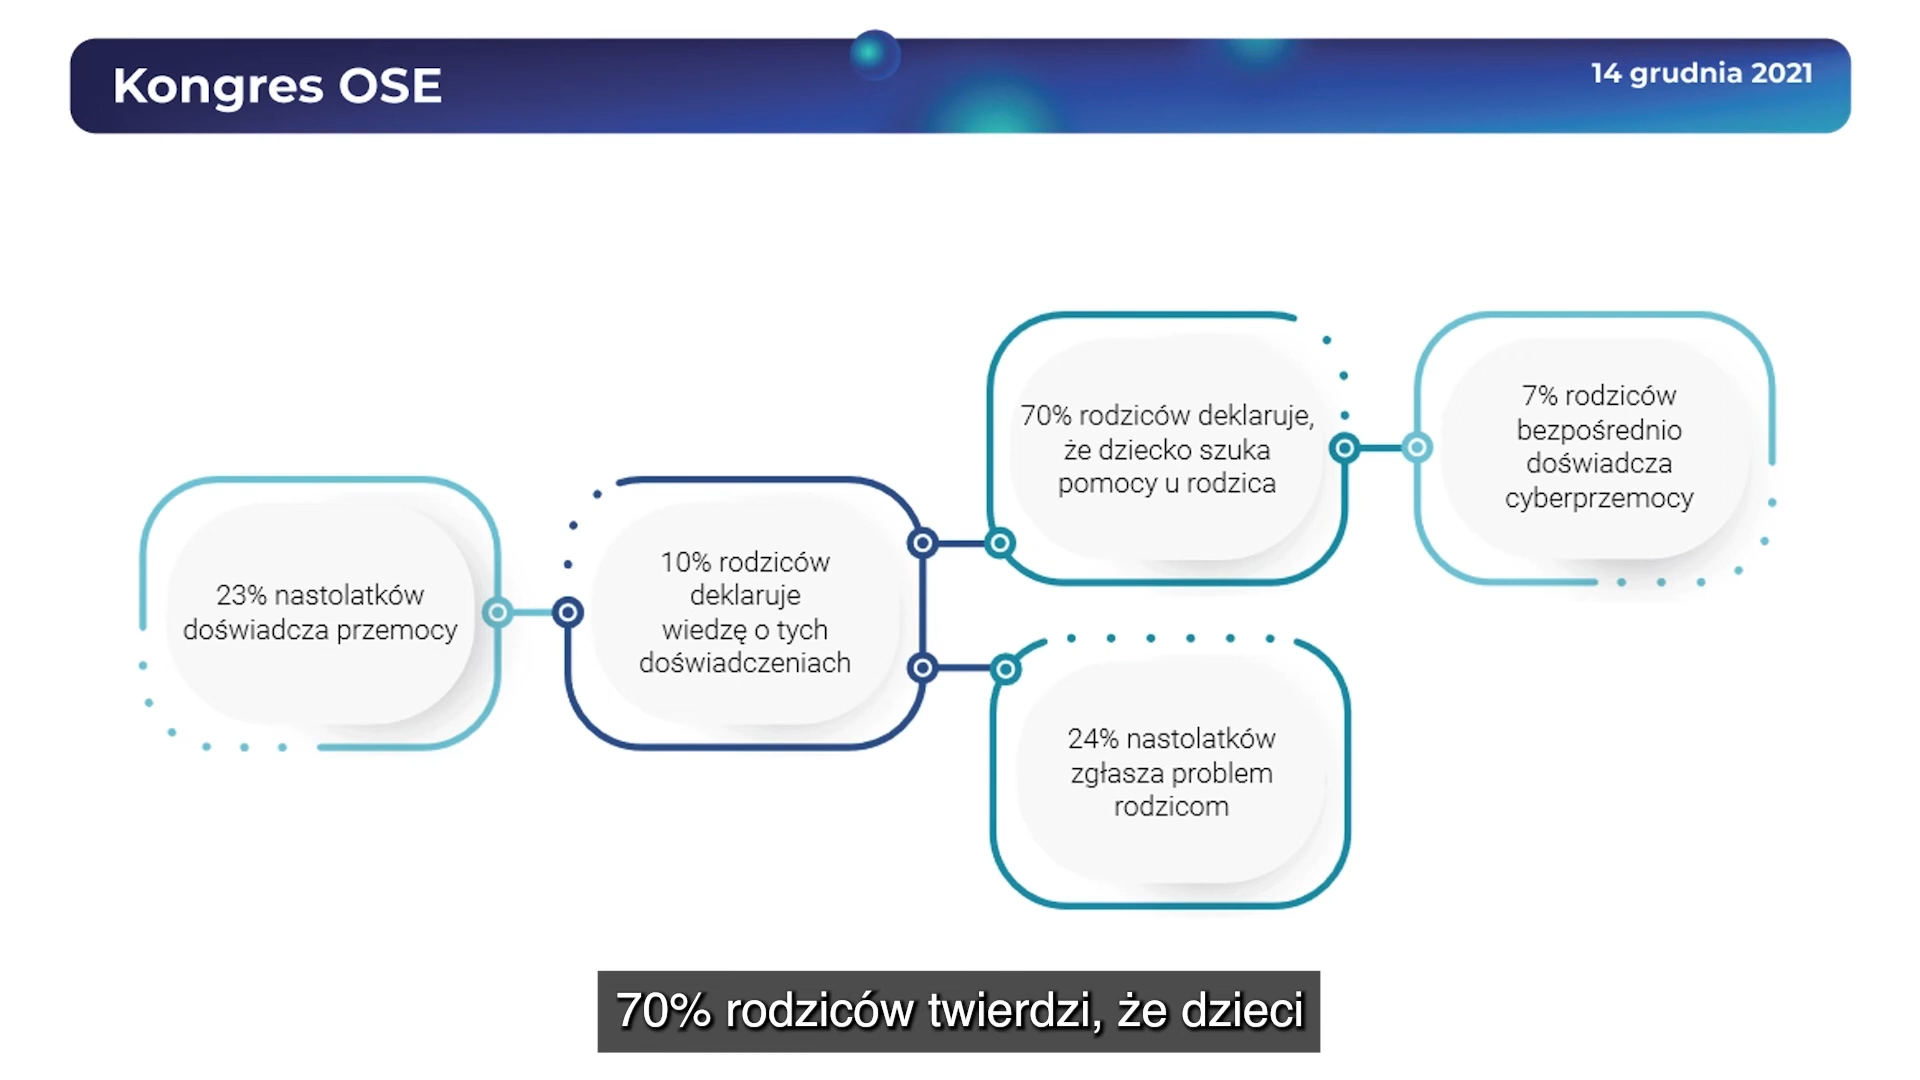 Kongres OSE
14 grudnia 2021
23% nastolatków
doświadcza przemocy
10% rodziców
deklaruje
wiedzę o tych
doświadczeniach
70% rodziców deklaruje,
że dziecko szuka
pomocy u rodzica
7% rodziców
bezpośrednio
doświadcza
cyberprzemocy
24% nastolatków
zgłasza problem
rodzicom
70% rodziców twierdzi, że dzieci